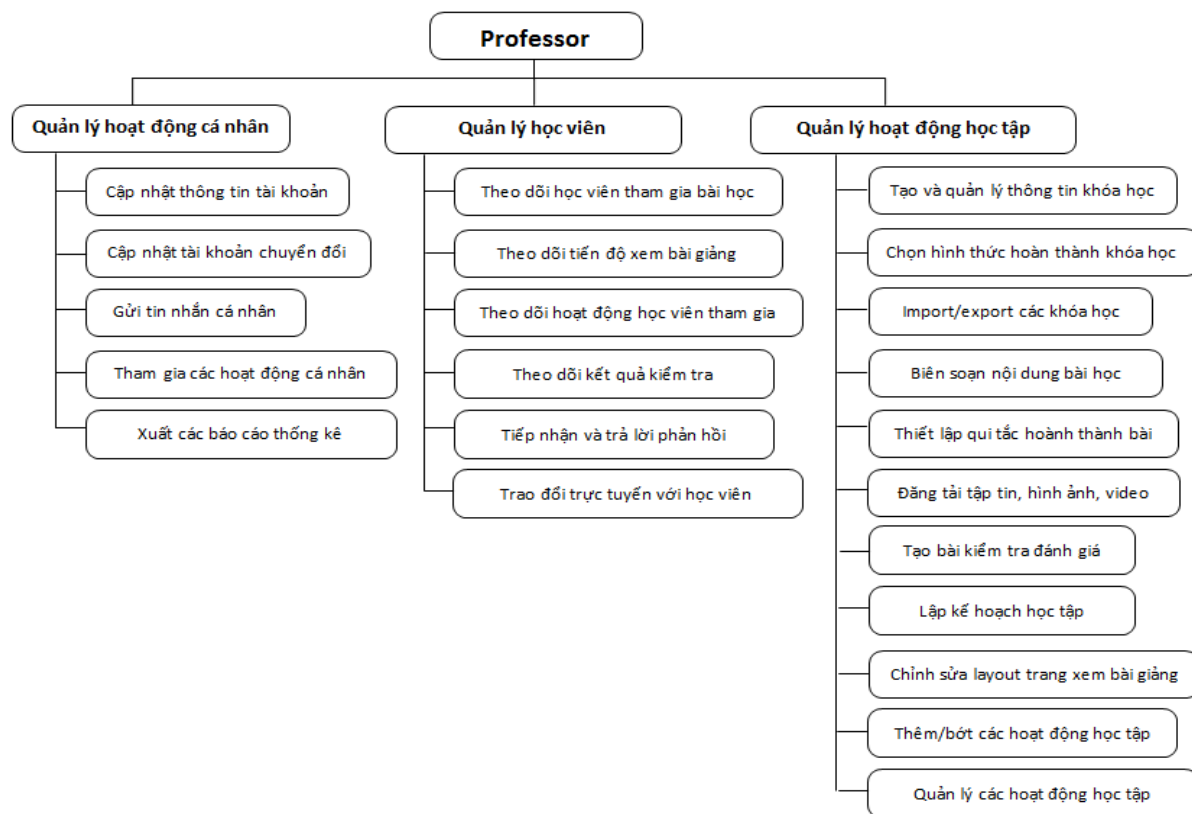 Professor
Quản lý hoạt động cá nhân
Cập nhật thông tin tài khoản
Cập nhật tài khoản chuyển đổi
Gửi tin nhắn cá nhân
Tham gia các hoạt động cá nhân
Xuất các báo cáo thống kê
Quản lý học viên
Theo dõi học viên tham gia bài học
Theo dõi tiến độ xem bài giảng
Theo dõi hoạt động học viên tham gia
Theo dõi kết quả kiểm tra
Tiếp nhận và trả lời phản hồi
Trao đổi trực tuyến với học viên
Quản lý hoạt động học tập
Tạo và quản lý thông tin khóa học
Chọn hình thức hoàn thành khóa học
Import/export các khóa học
Biên soạn nội dung bài học
Thiết lập qui tắc hoành thành bài
Đăng tải tập tin, hình ảnh, video
Tạo bài kiểm tra đánh giá
Lập kế hoạch học tập
Chỉnh sửa layout trang xem bài giảng
Thêm/bớt các hoạt động học tập
Quản lý các hoạt động học tập